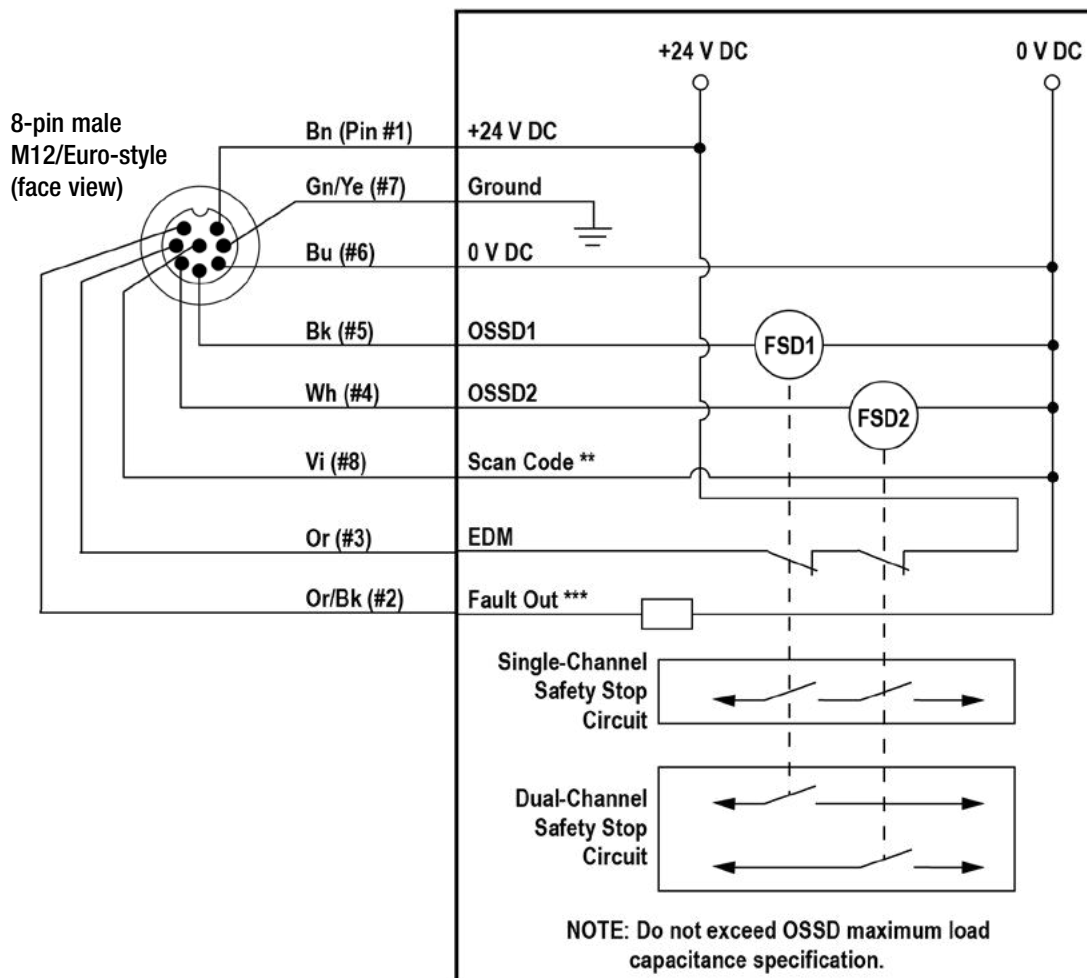 +24 V DC
0 V DC
8-pin male
M12/Euro-style
(face view)
Bn (Pin #1)
+24 V DC
Gn/Ye (#7)
Ground
Bu (#6)
0 V DC
Bk (#5)
OSSD1
FSD1
Wh (#4)
OSSD2
FSD2
Vi (#8)
Scan Code **
Or (#3)
EDM
Or/Bk (#2)
Fault Out ***
Single-Channel
Safety Stop
Circuit
Dual-Channel
Safety Stop
Circuit
NOTE: Do not exceed OSSD maximum load
capacitance specification.